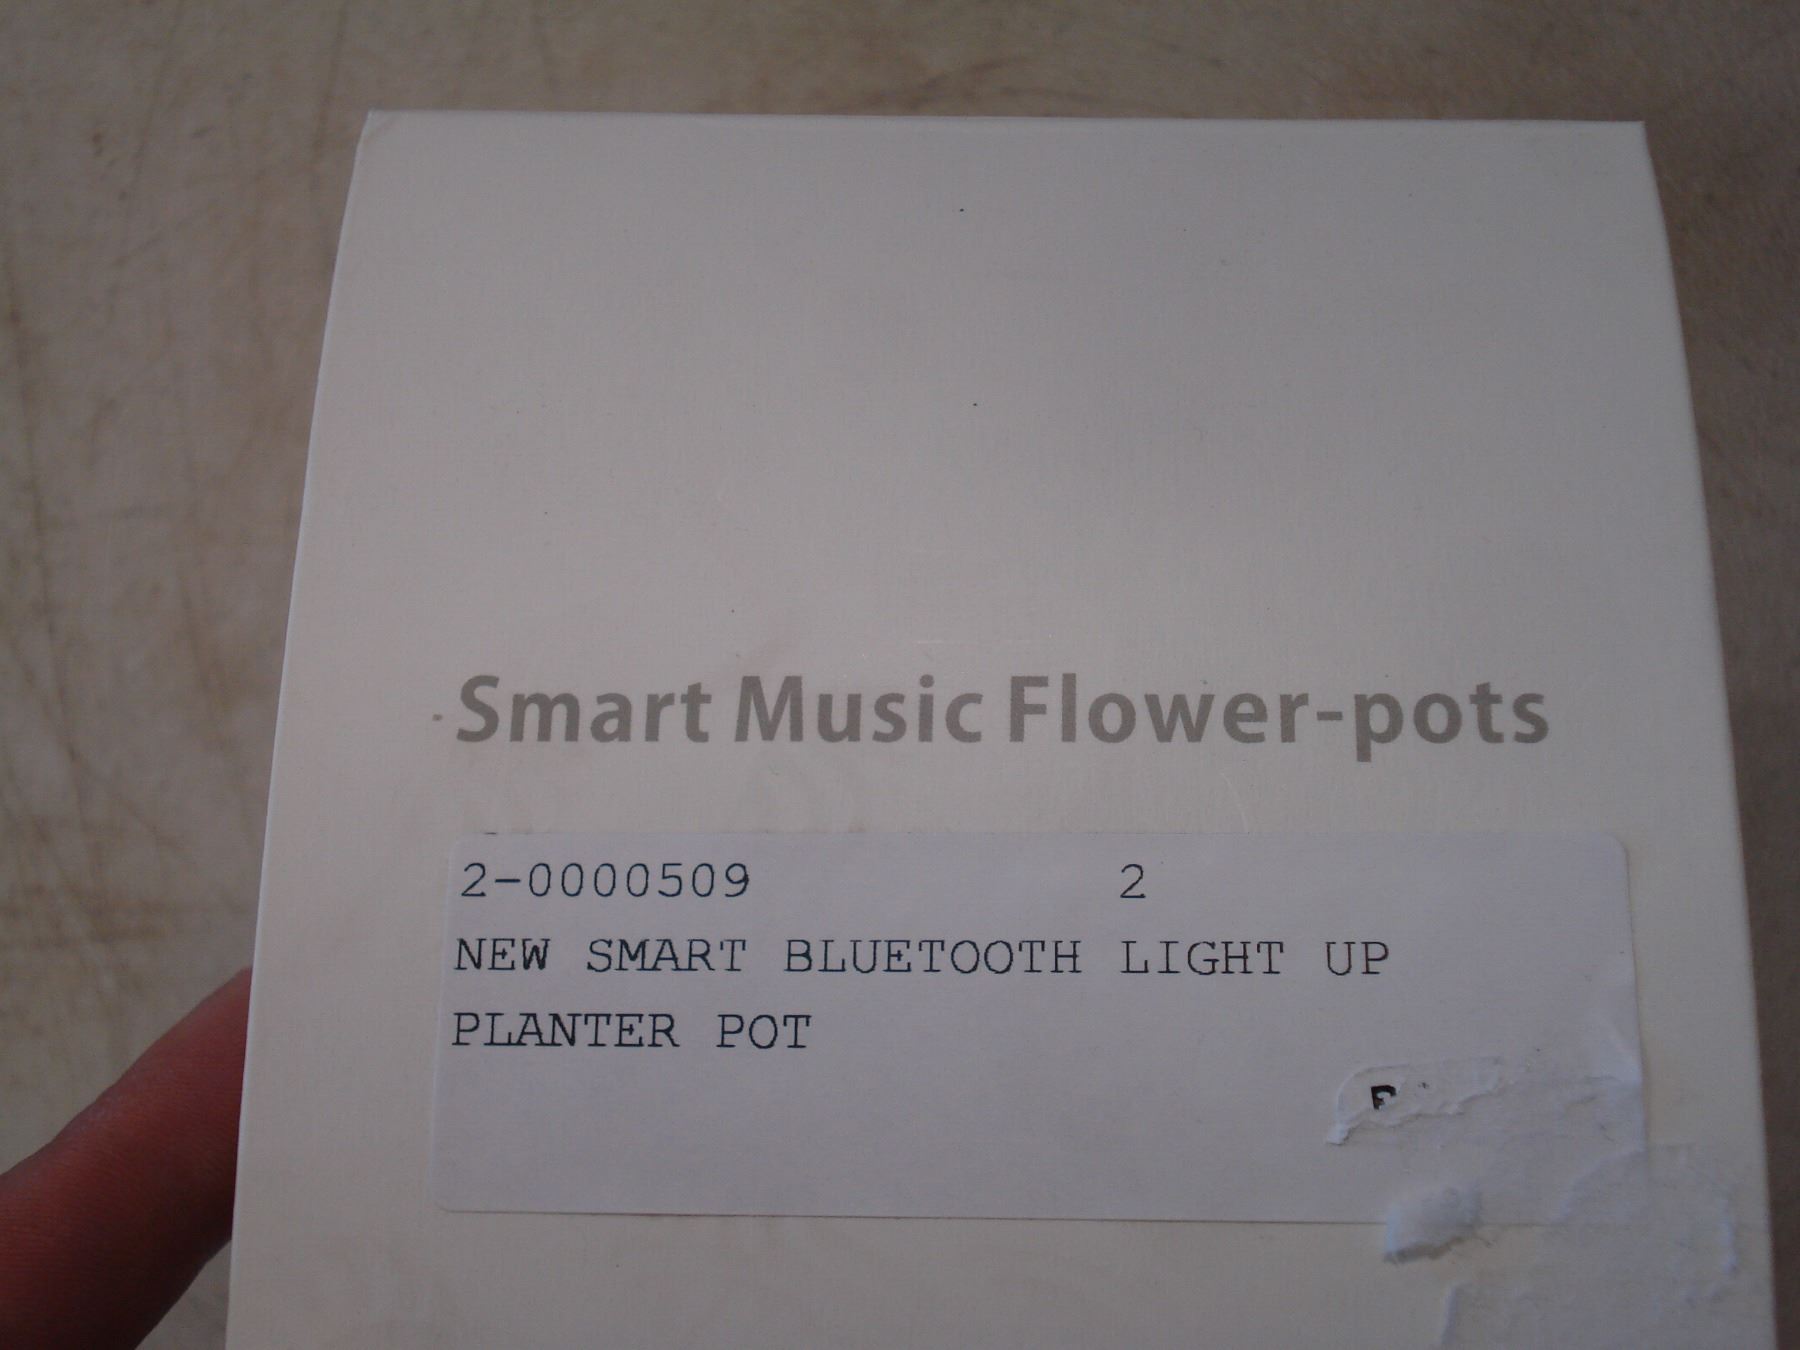 Smart Music Flower-pots
2-0000509 2
NEW SMART BLUETOOTH LIGHT UP
PLANTER POT